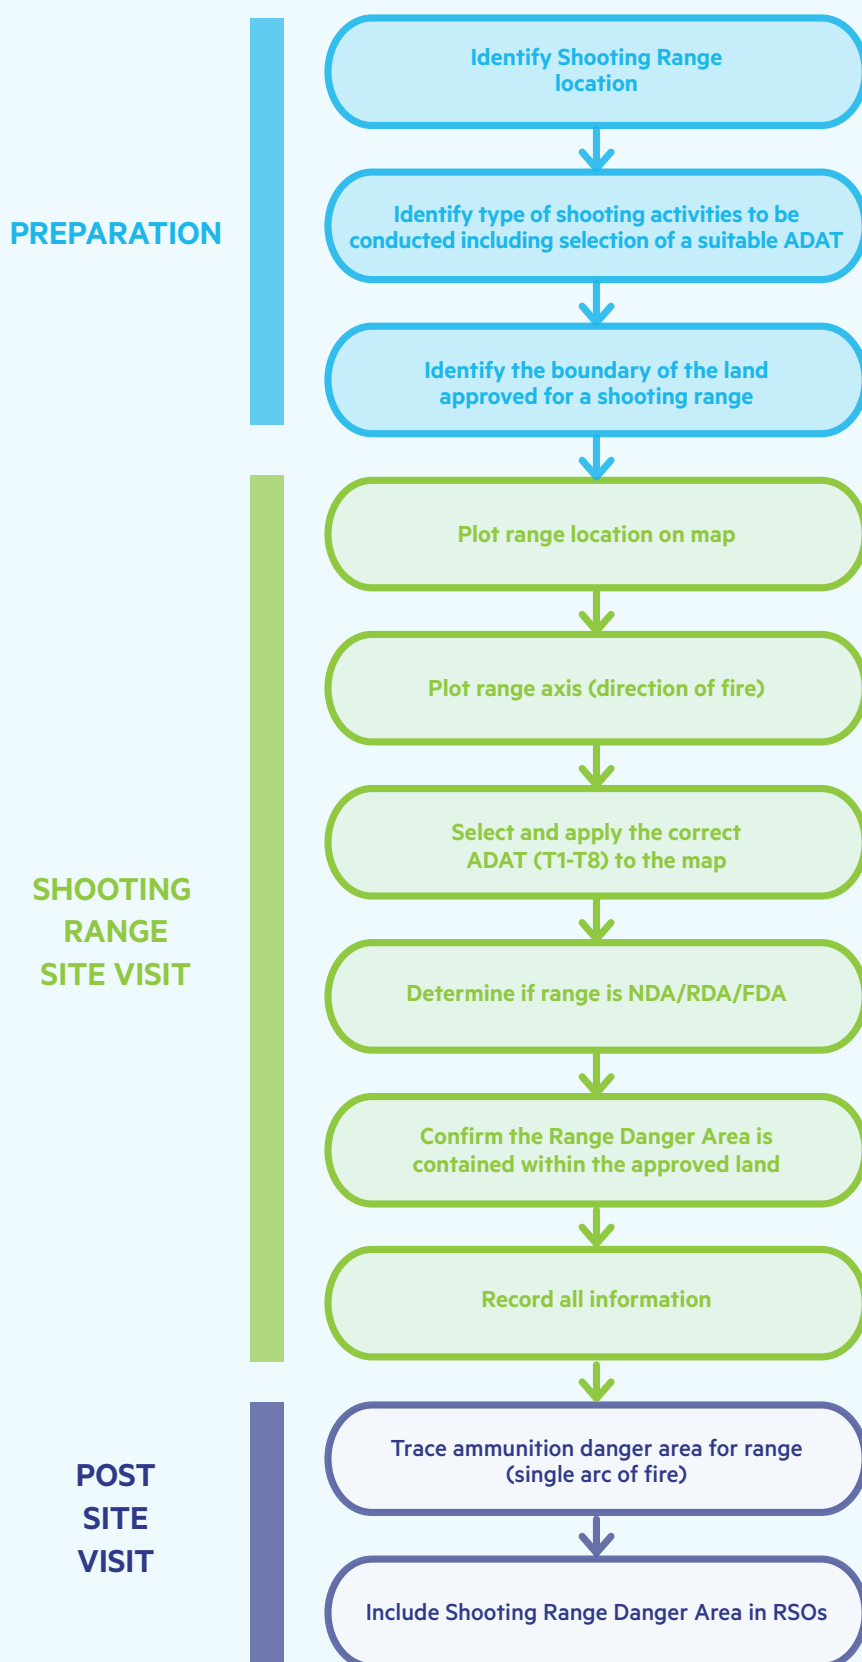 PREPARATION
Identify Shooting Range
location
Identify type of shooting activities to be
conducted including selection of a suitable ADAT
Identify the boundary of the land
approved for a shooting range
SHOOTING
RANGE
SITE VISIT
Plot range location on map
Plot range axis (direction of fire)
Select and apply the correct
ADAT (T1-T8) to the map
Determine if range is NDA/RDA/FDA
Confirm the Range Danger Area is
contained within the approved land
Record all information
POST
SITE
VISIT
Trace ammunition danger area for range
(single arc of fire)
Include Shooting Range Danger Area in RSOs